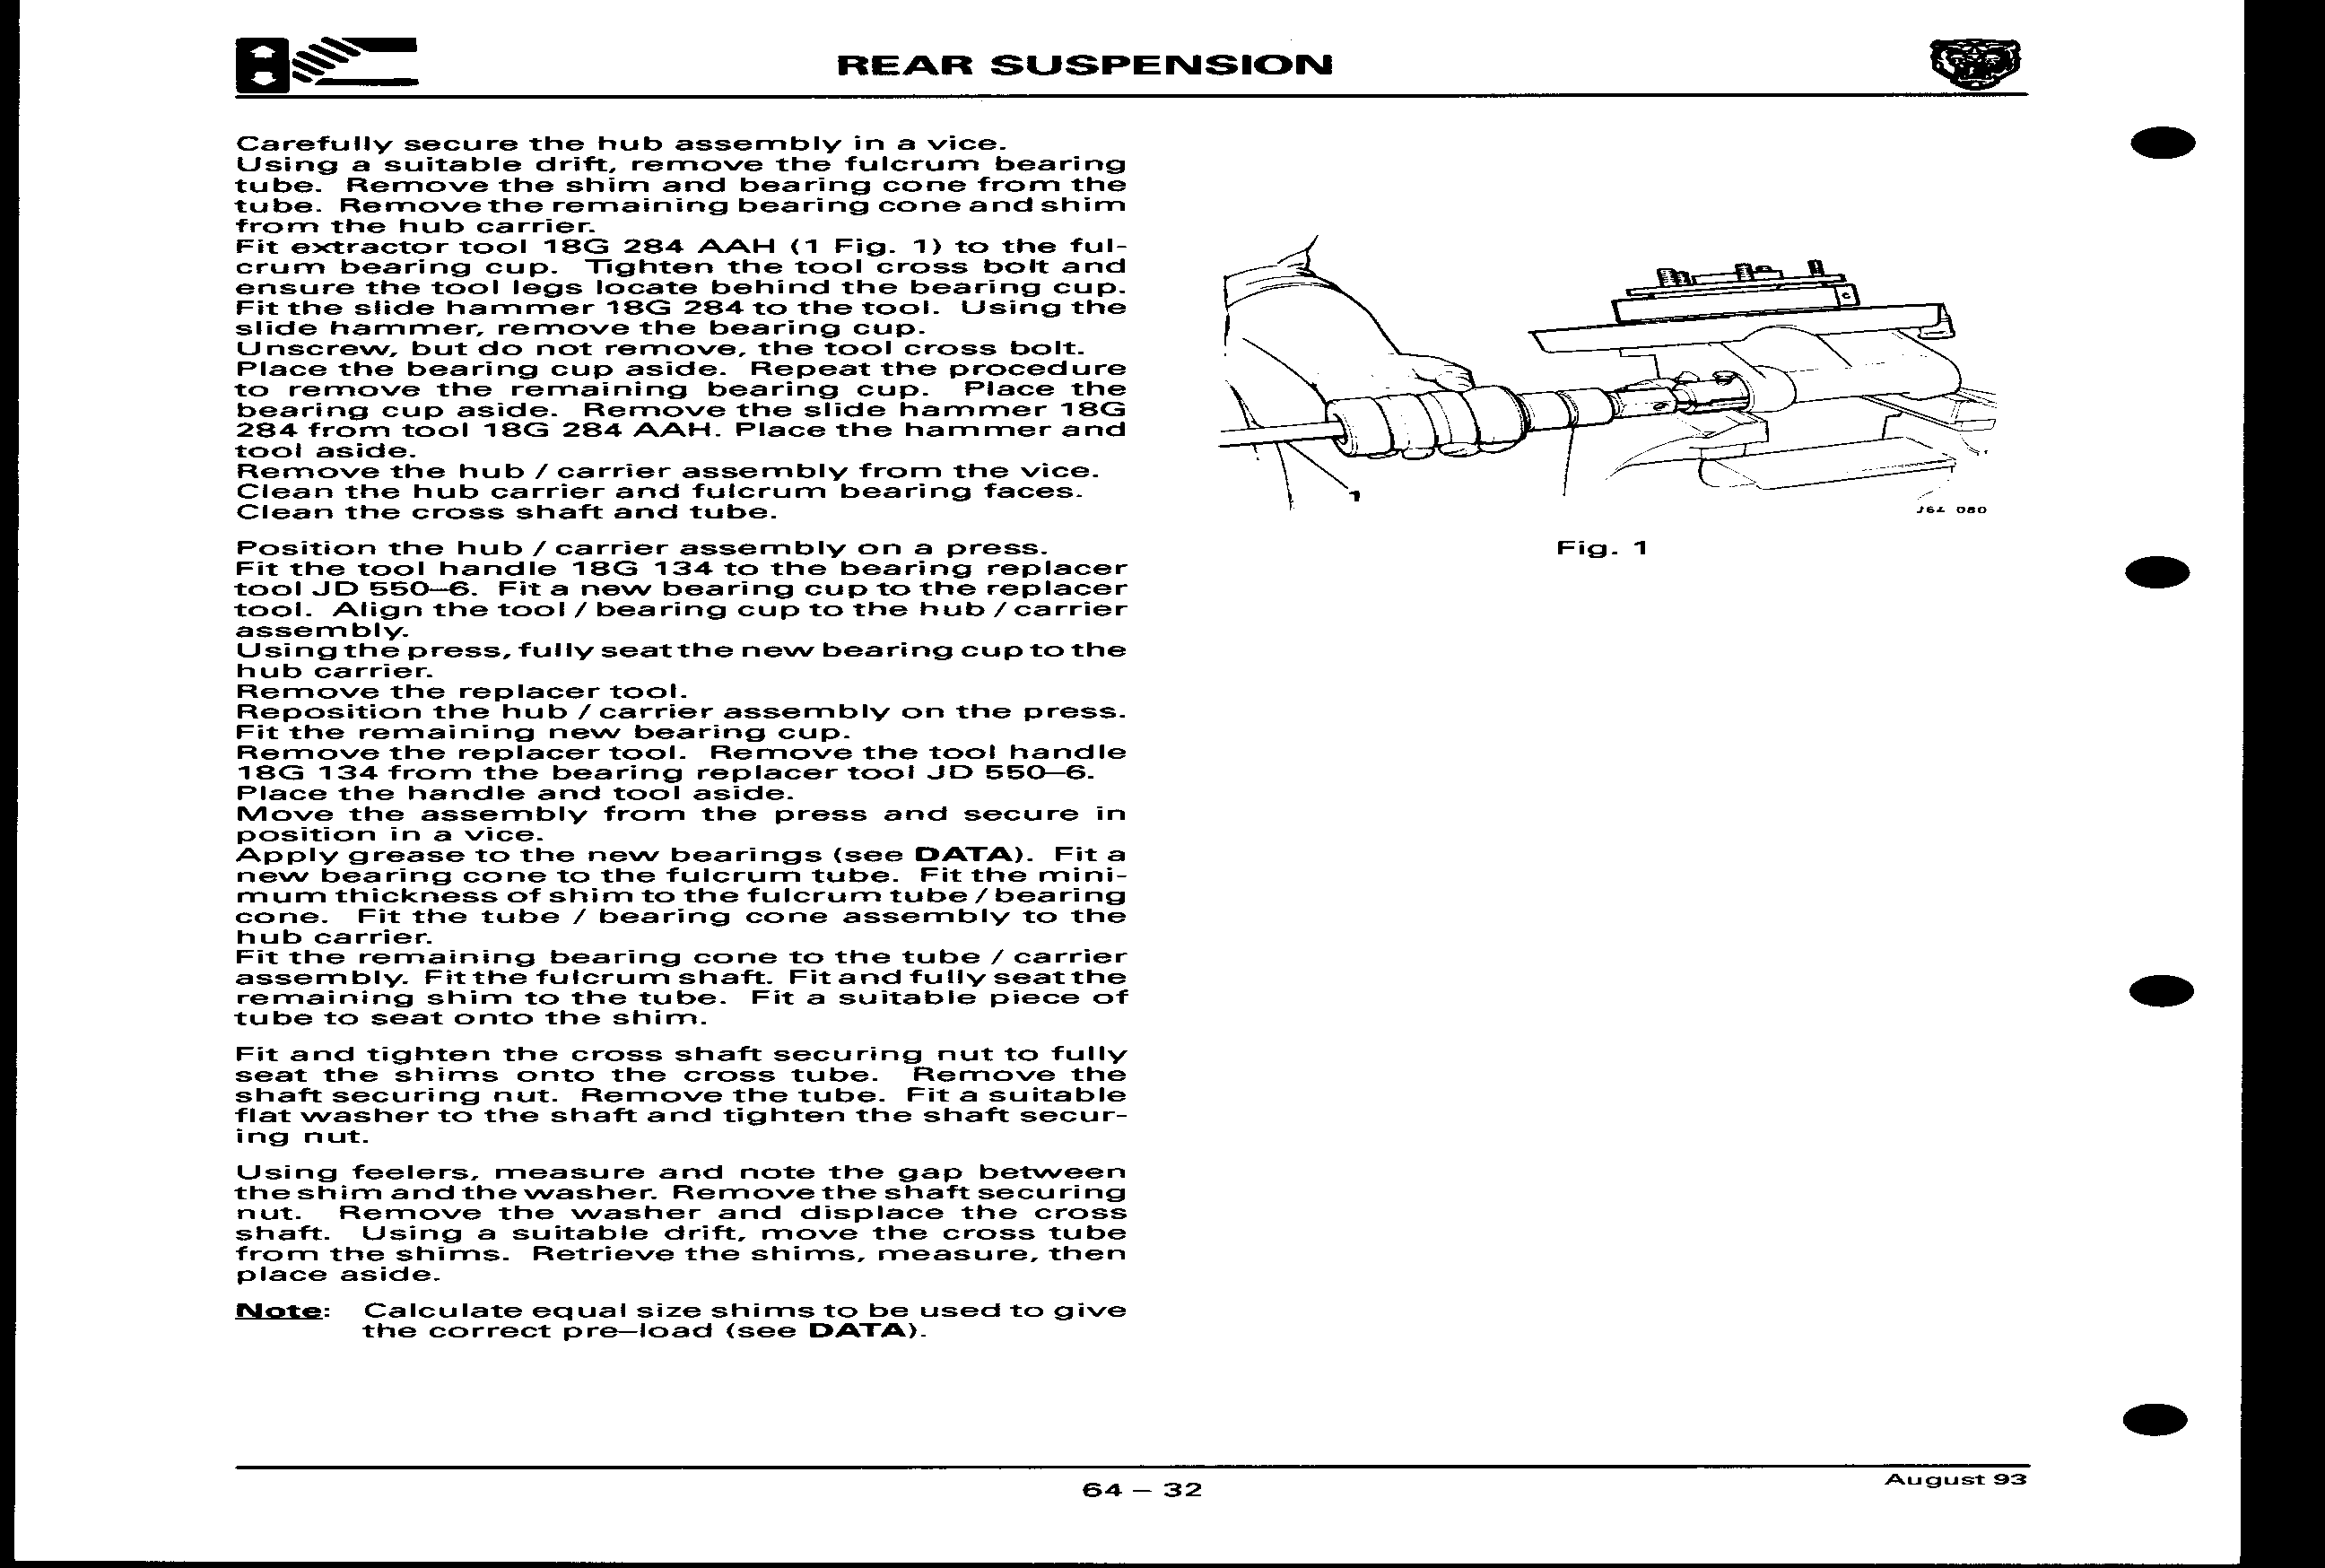 REAR SUSPENSION
Carefully secure the hub assembly in a vice.
Using a suitable drift, remove the fulcrum bearing
tube. Remove the shim and bearing cone from the
tube. Remove the remaining bearing cone and shim
from the hub carrier.
Fit extractor tool 18G 284 AAH (1 Fig. 1) to the ful-
crum bearing cup. Tighten the tool cross bolt and
ensure the tool legs locate behind the bearing cup.
Fit the slide hammer 18G 284 to the tool. Using the
slide hammer, remove the bearing cup.
Unscrew, but do not remove, the tool cross bolt.
Place the bearing cup aside. Repeat the procedure
to remove the remaining bearing cup. Place the
bearing cup aside. Remove the slide hammer 18G
284 from tool 18G 284 AAH. Place the hammer and
tool aside.
Remove the hub / carrier assembly from the vice.
Clean the hub carrier and fulcrum bearing faces.
Clean the cross shaft and tube.
Position the hub / carrier assembly on a press.
Fit the tool handle 18G 134 to the bearing replacer
tool JD 550–6. Fit a new bearing cup to the replacer
tool. Align the tool / bearing cup to the hub / carrier
assembly.
Using the press, fully seat the new bearing cup to the
hub carrier.
Remove the replacer tool.
Reposition the hub / carrier assembly on the press.
Fit the remaining new bearing cup.
Remove the replacer tool. Remove the tool handle
18G 134 from the bearing replacer tool JD 550–6.
Place the handle and tool aside.
Move the assembly from the press and secure in
position in a vice.
Apply grease to the new bearings (see DATA). Fit a
new bearing cone to the fulcrum tube. Fit the mini-
mum thickness of shim to the fulcrum tube / bearing
cone. Fit the tube / bearing cone assembly to the
hub carrier.
Fit the remaining bearing cone to the tube / carrier
assembly. Fit the fulcrum shaft. Fit and fully seat the
remaining shim to the tube. Fit a suitable piece of
tube to seat onto the shim.
Fit and tighten the cross shaft securing nut to fully
seat the shims onto the cross tube. Remove the
shaft securing nut. Remove the tube. Fit a suitable
flat washer to the shaft and tighten the shaft secur-
ing nut.
Using feelers, measure and note the gap between
the shim and the washer. Remove the shaft securing
nut. Remove the washer and displace the cross
shaft. Using a suitable drift, move the cross tube
from the shims. Retrieve the shims, measure, then
place aside.
Note: Calculate equal size shims to be used to give
the correct pre–load (see DATA).
1
J64 080
Fig. 1
64 – 32
August 93